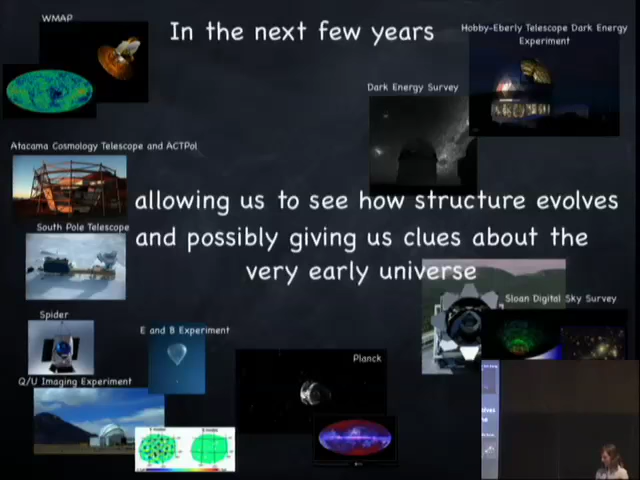 WMAP
In the next few years
Hobby-Eberly Telescope Dark Energy
Experiment
Dark Energy Survey
Atacama Cosmology Telescope and ACTPol
allowing us to see how structure evolves
South Pole Telescope
and possibly giving us clues about the
very early universe
Sloan Digital Sky Survey
Spider
E and B Experiment
Planck
Q/U Imaging Experiment